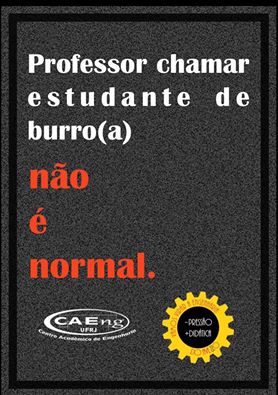 Professor chamar
estudante de
burro(a)
não
é
normal.
CAEng
UFRJ
Centro Acadêmico de Engenharia
-PRESSÃO
+DIDÁTICA